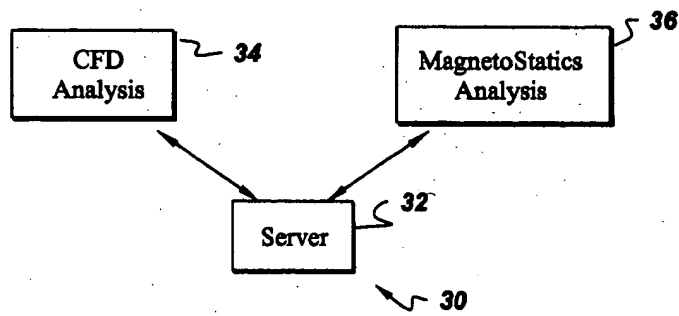 CFD
Analysis
34
MagnetoStatics
Analysis
36
Server
32
30